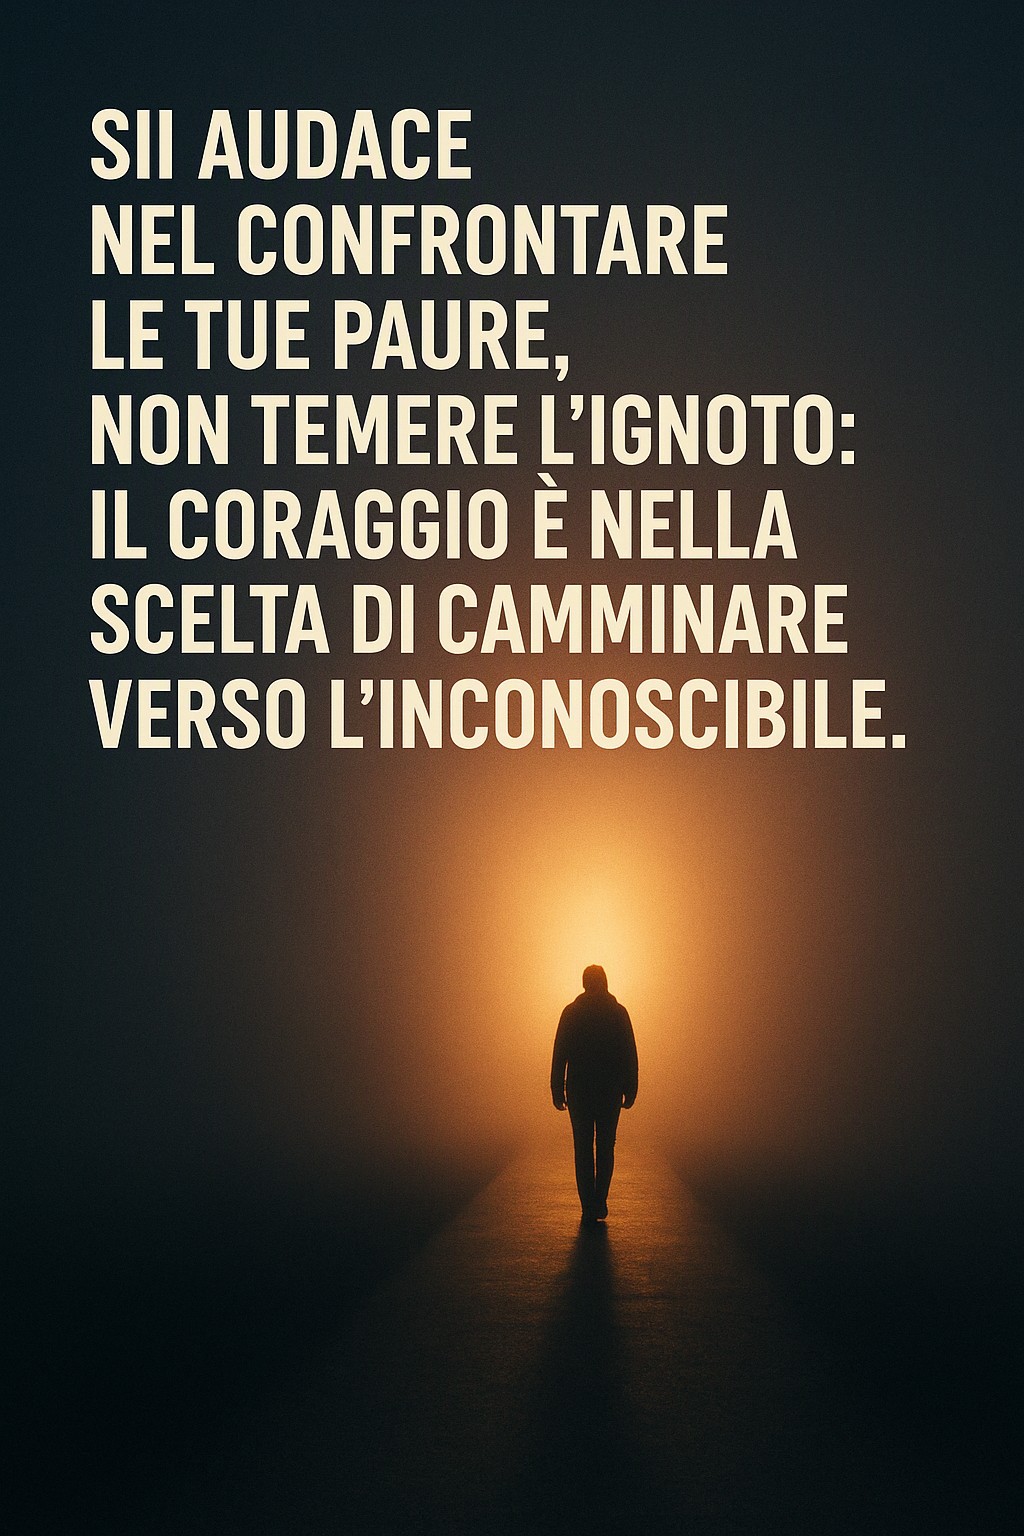 SII AUDACE
NEL CONFRONTARE
LE TUE PAURE,
NON TEMERE L’IGNOTO:
IL CORAGGIO È NELLA
SCELTA DI CAMMINARE
VERSO L’INCONOSCIBILE.